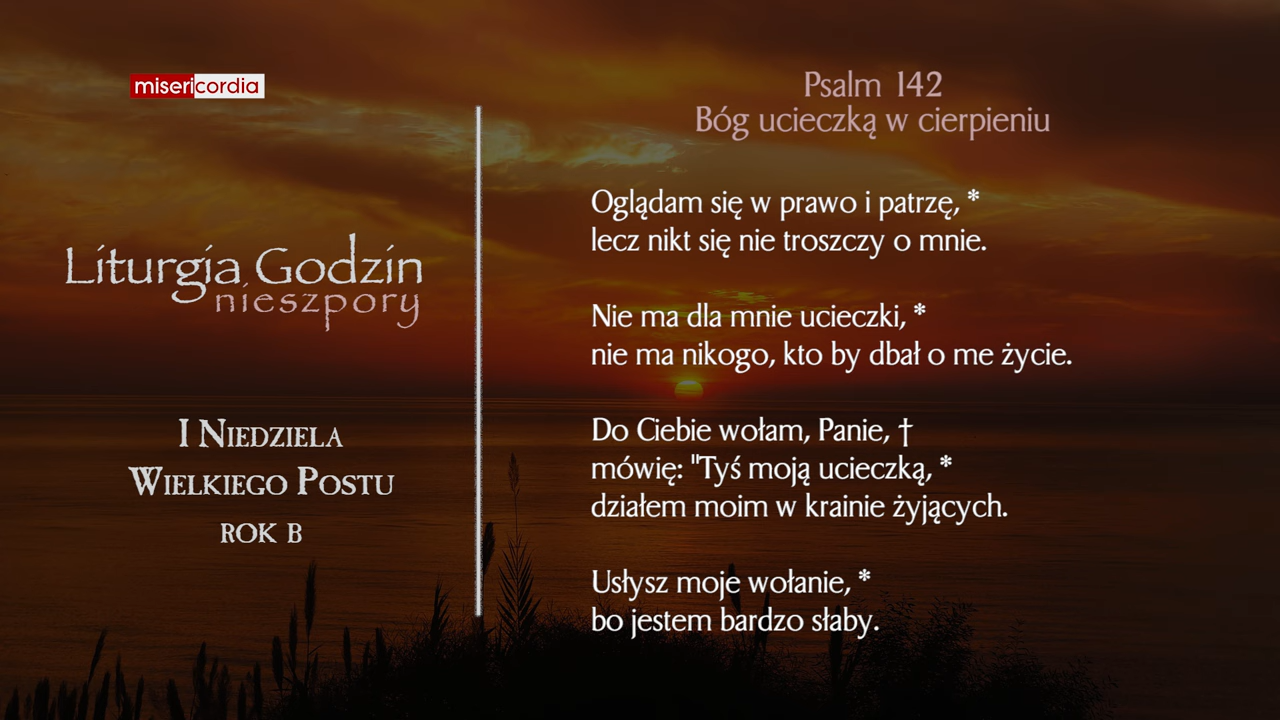 misericordia
Liturgia Godzin
nieszpory
I Niedziela
Wielkiego Postu
rok B
Psalm 142
Bóg ucieczką w cierpieniu
Oglądam się w prawo i patrzę, *
lecz nikt się nie troszczy o mnie.
Nie ma dla mnie ucieczki, *
nie ma nikogo, kto by dbał o me życie.
Do Ciebie wołam, Panie, †
mówię: "Tyś moją ucieczką, *
działem moim w krainie żyjących.
Usłysz moje wołanie, *
bo jestem bardzo słaby.